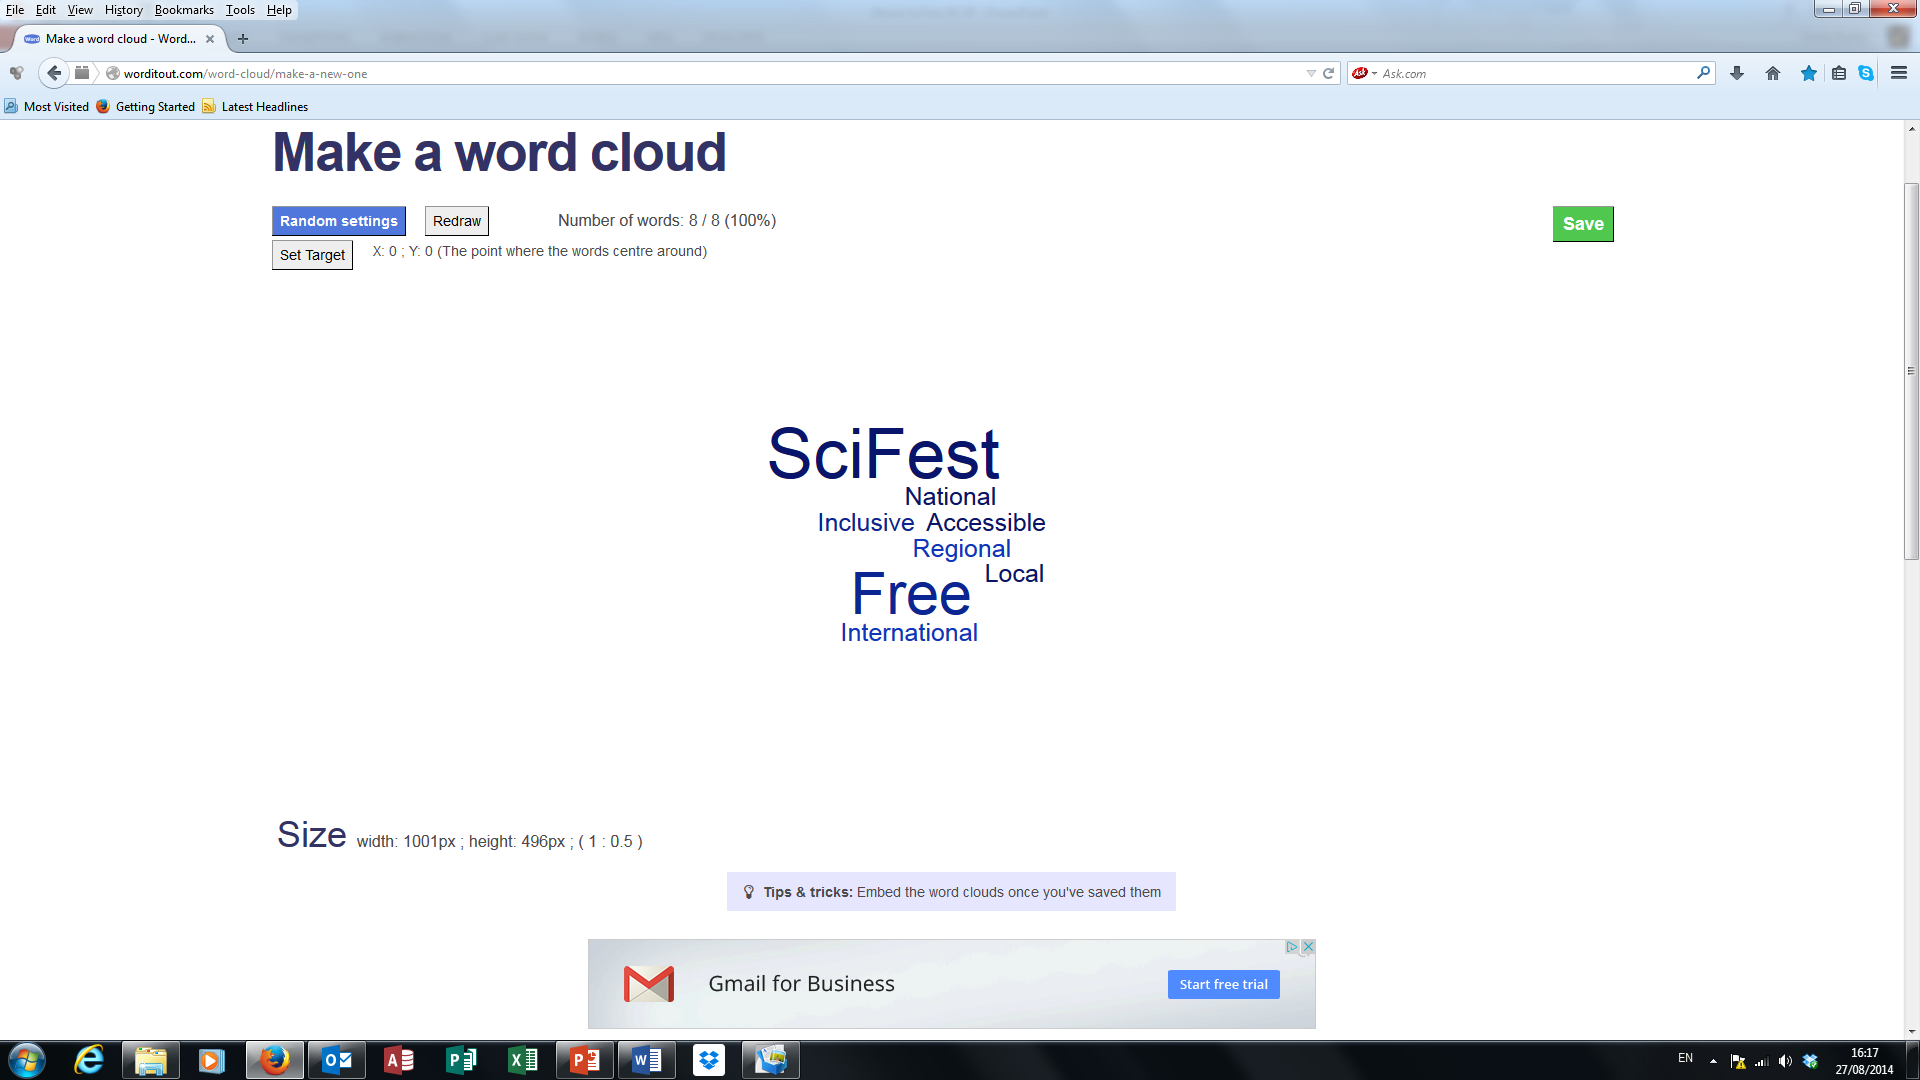 File Edit View History Bookmarks Tools Help
Word Make a word cloud - Word...
worditout.com/word-cloud/make-a-new-one
Ask Ask.com
Most Visited Getting Started Latest Headlines
Make a word cloud
Random settings Redraw Number of words: 8 / 8 (100%) Save
Set Target X: 0 ; Y: 0 (The point where the words centre around)
SciFest
National
Inclusive Accessible
Regional
Local
Free
International
Size width: 1001px ; height: 496px ; ( 1 : 0.5 )
Tips & tricks: Embed the word clouds once you've saved them
Gmail for Business Start free trial
EN 16:17
27/08/2014